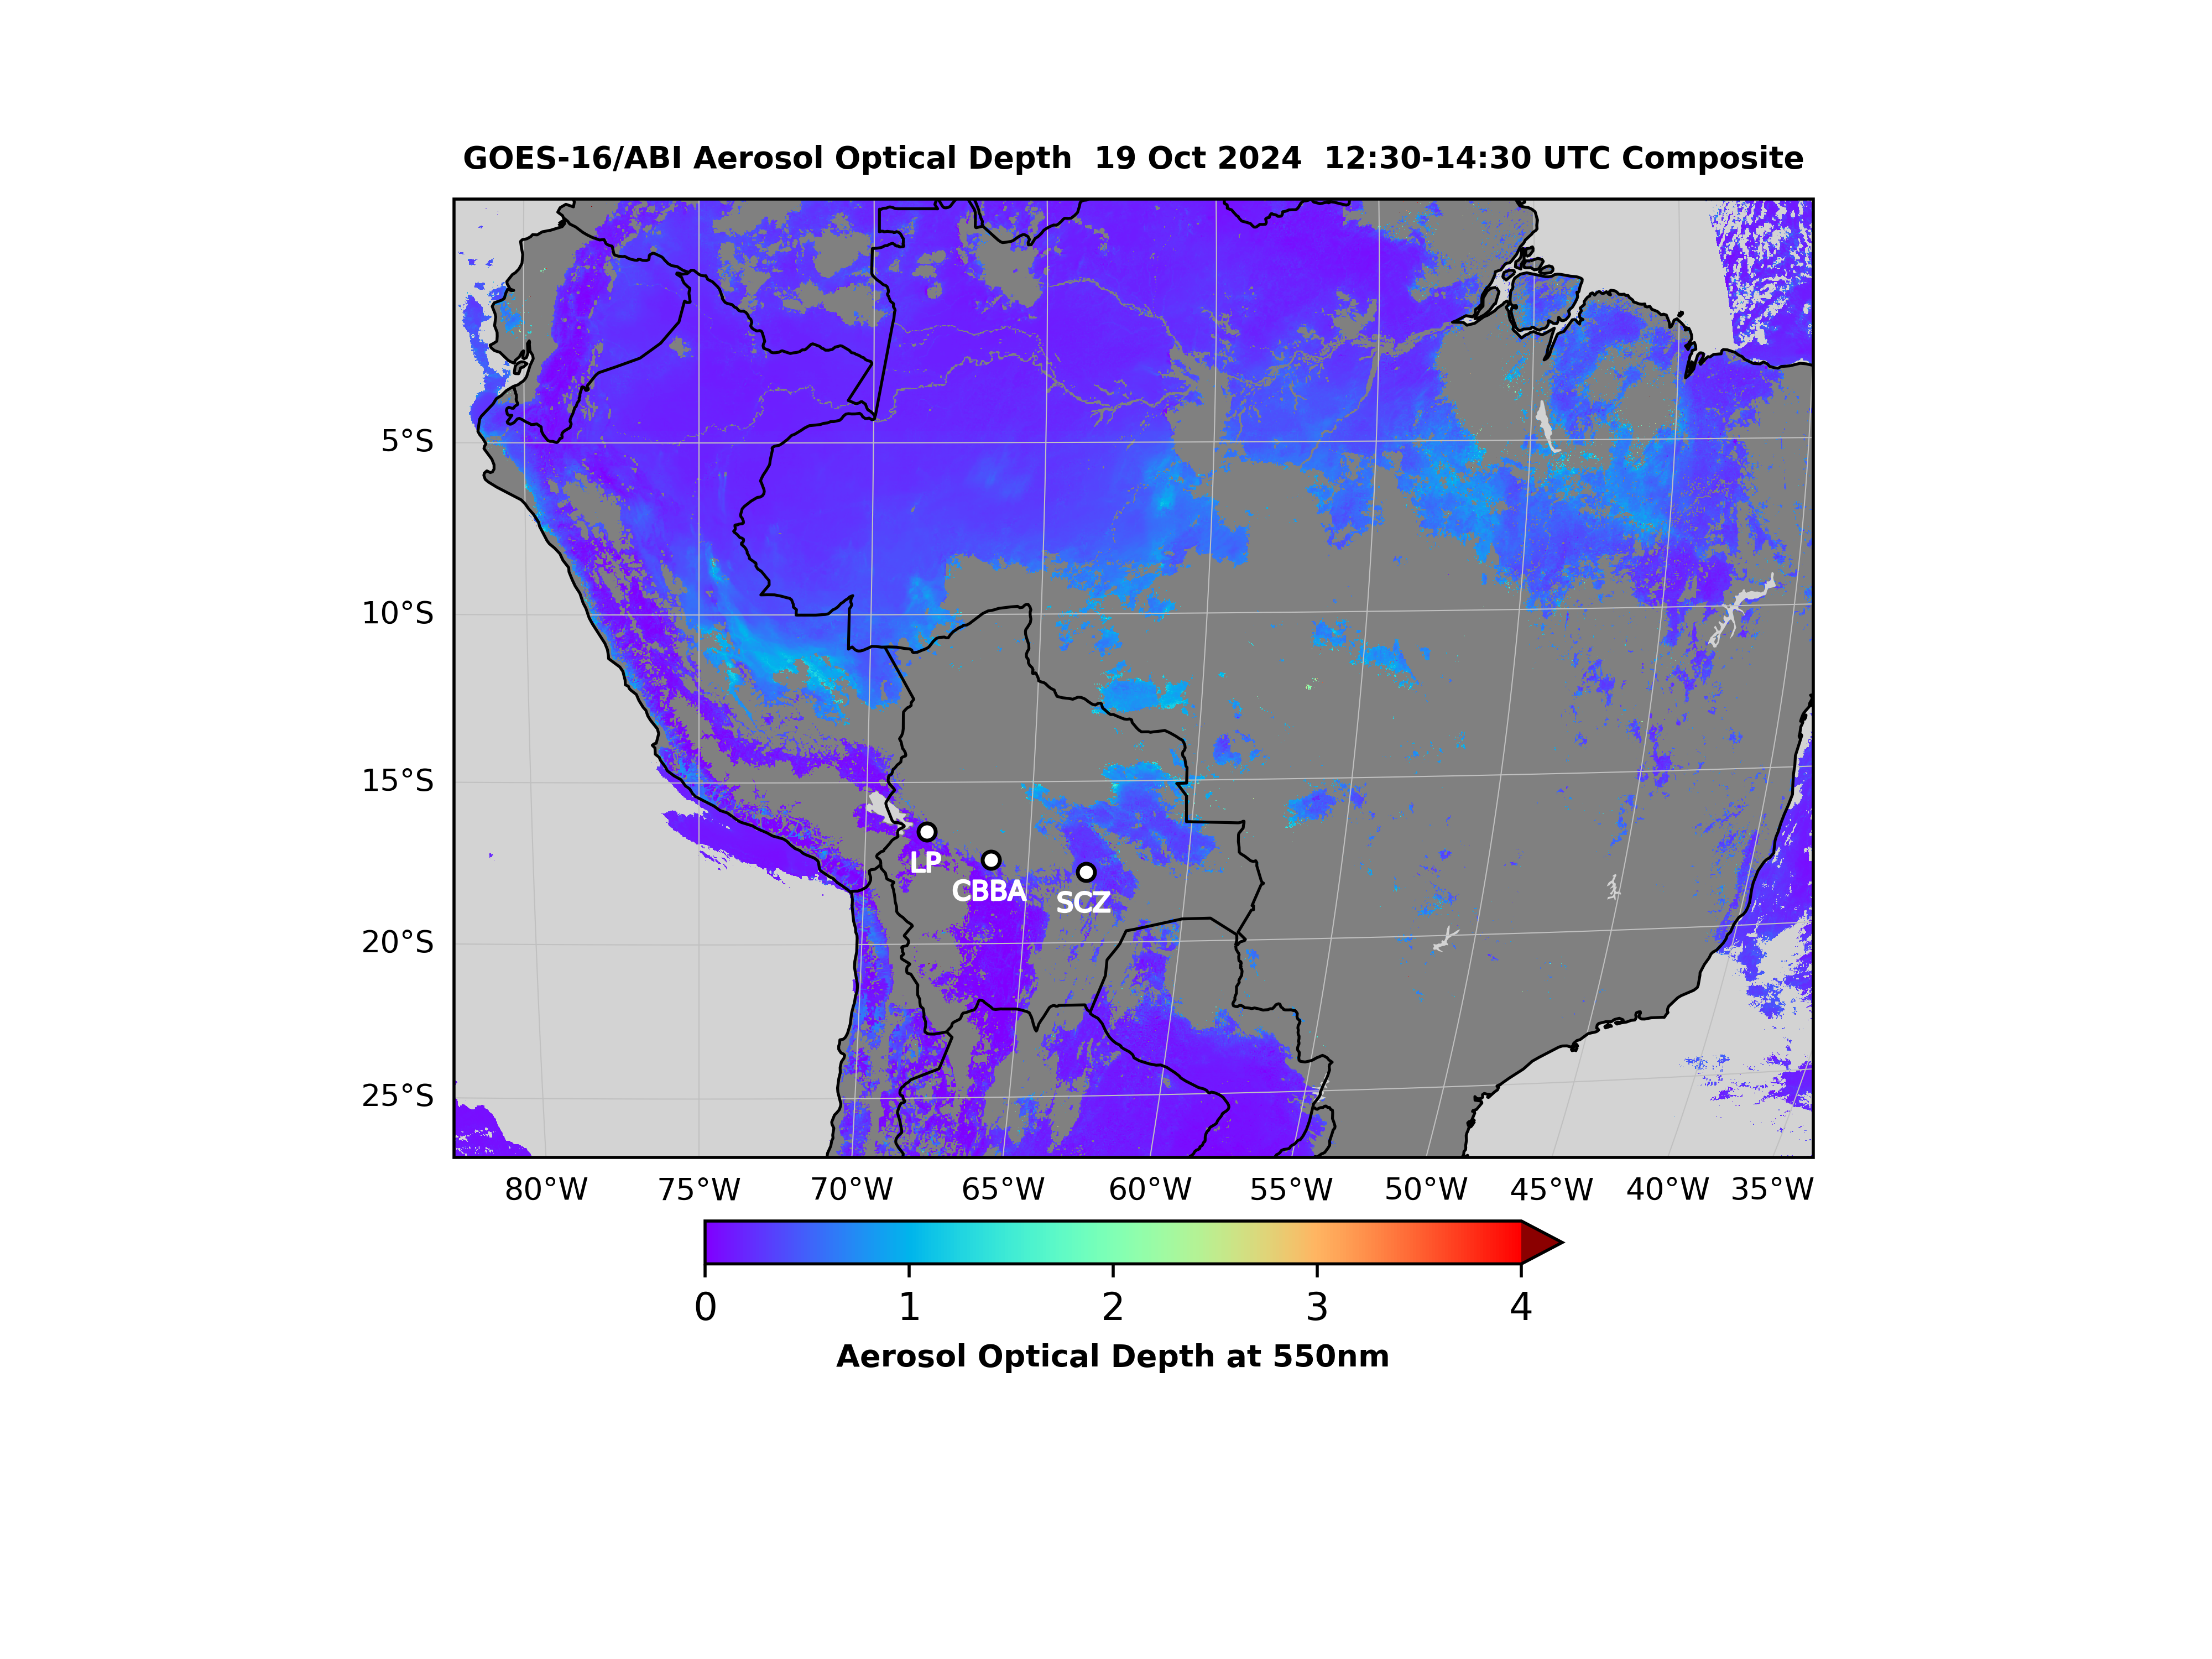 GOES-16/ABI Aerosol Optical Depth  19 Oct 2024  12:30-14:30 UTC Composite
5°S
10°S
15°S
LP
CBBA
SCZ
20°S
25°S
80°W 75°W 70°W 65°W 60°W 55°W 50°W 45°W 40°W 35°W
0 1 2 3 4
Aerosol Optical Depth at 550nm